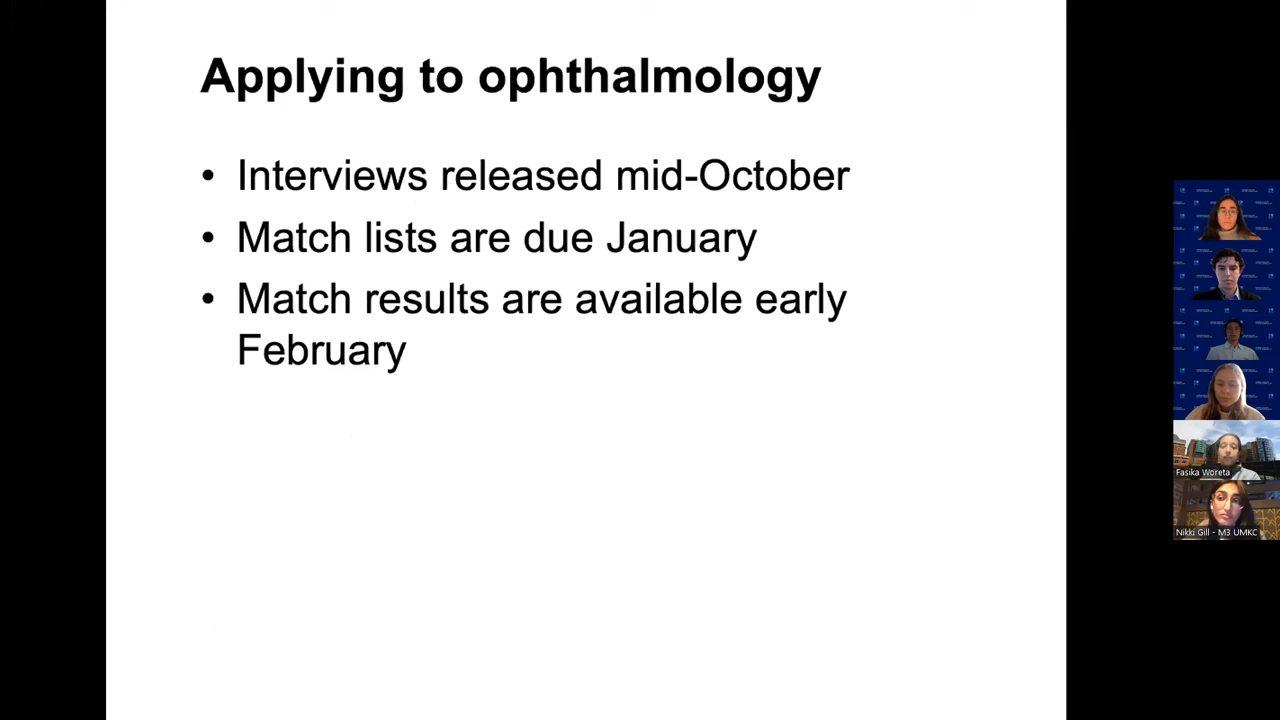 Applying to ophthalmology
• Interviews released mid-October
• Match lists are due January
• Match results are available early
February
Fasika Woreta
Nikki Gill - M3 UMKC